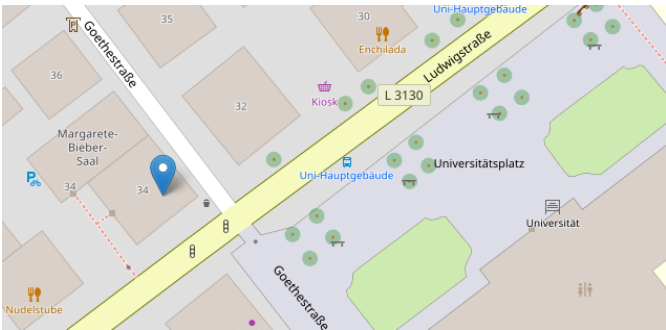 35
30
Uni-Hauptgebäude
Goethestraße
Enchilada
Ludwigstraße
36
Kiosk
L 3130
32
Margarete-
Bieber-
Saal
Universitätsplatz
Uni-Hauptgebäude
34
34
Universität
Goethestraße
Nudelstube